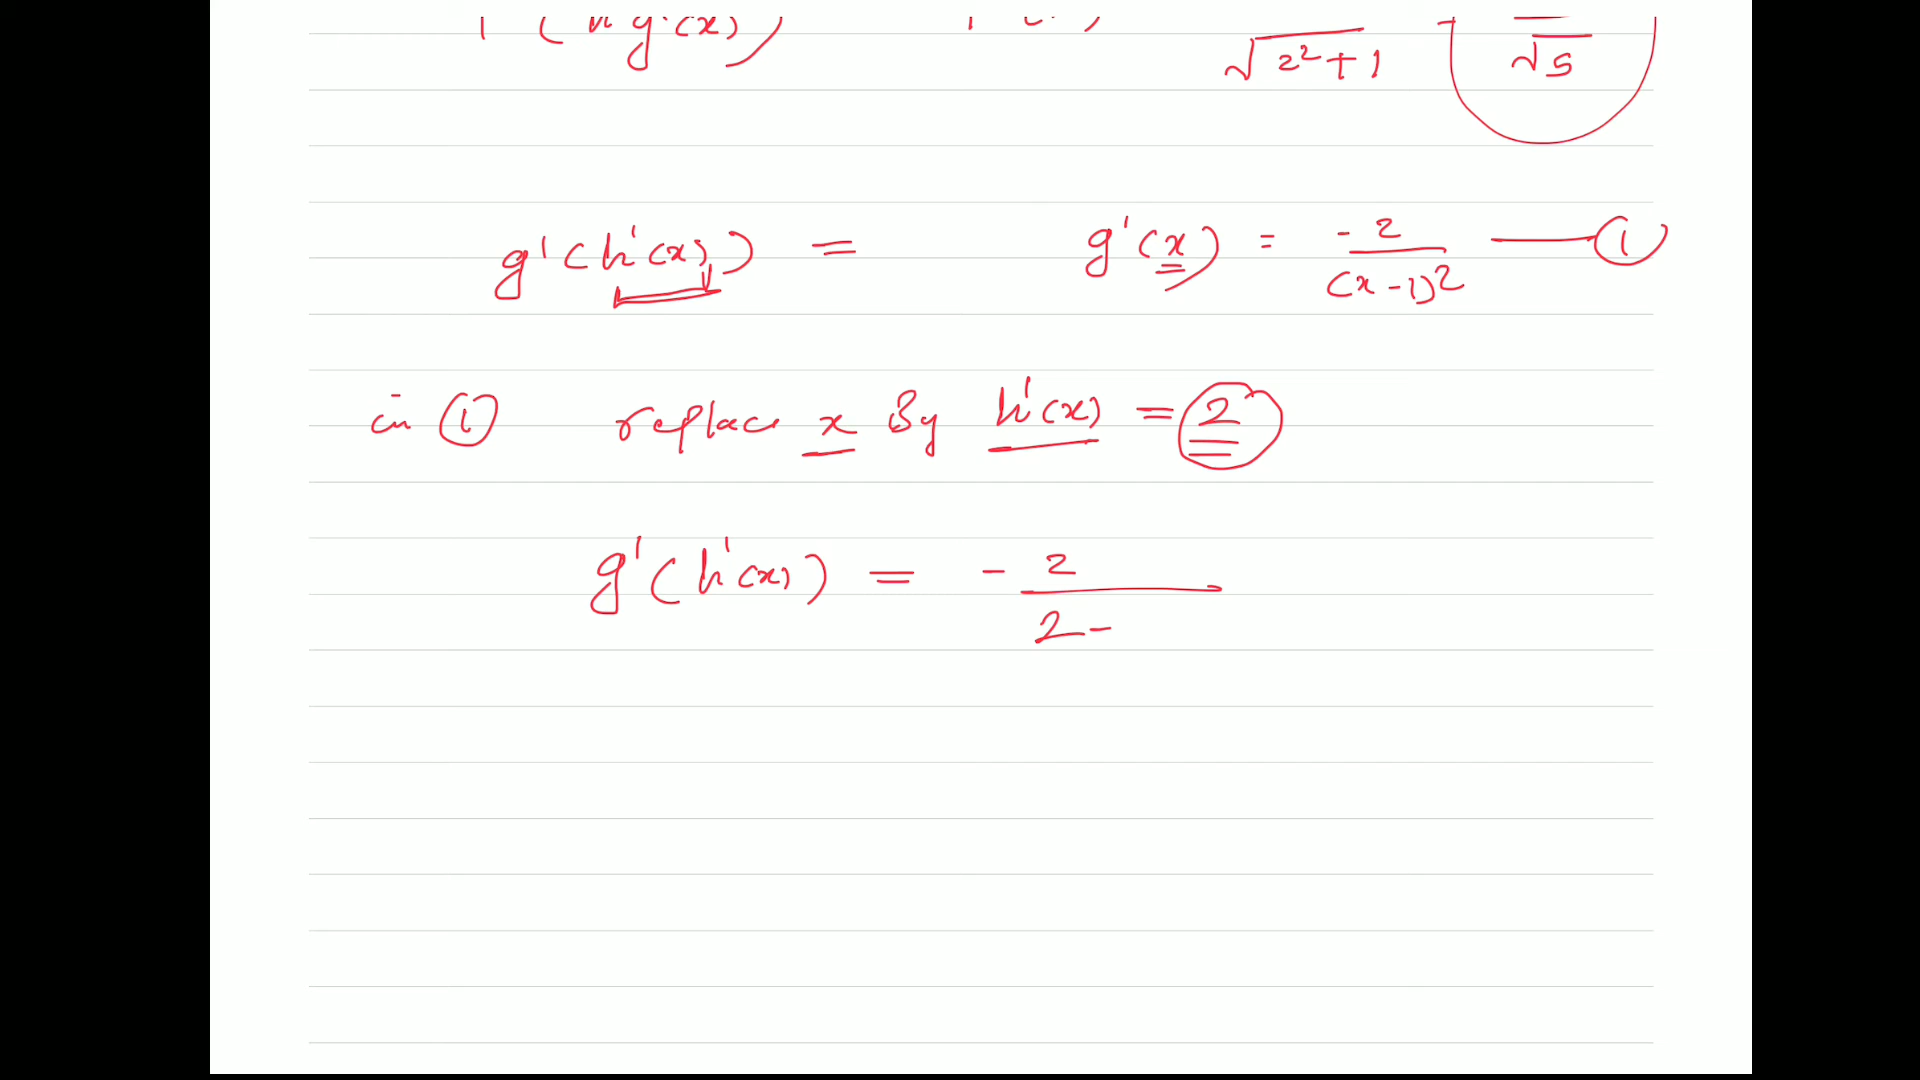 √2²+1 √5
g'(h'(x)) = g'(x) = -2/(x-1)² —— ①
in ① replace x By h'(x) = 2
g'(h'(x)) = - 2/2-